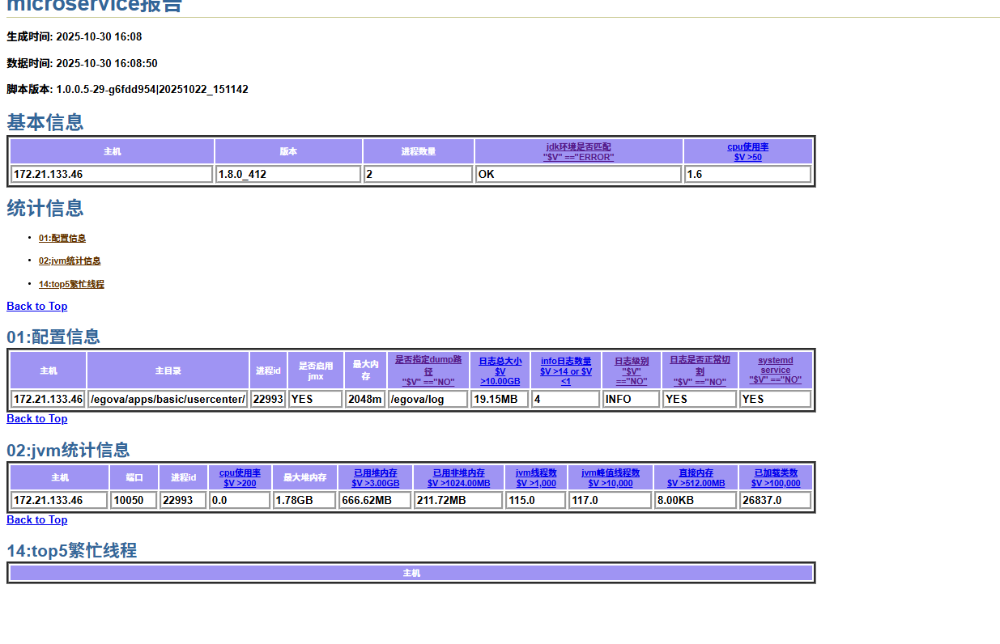 microservice报告
生成时间: 2025-10-30 16:08
数据时间: 2025-10-30 16:08:50
脚本版本: 1.0.0.5-29-g6fdd954|20251022_151142
基本信息
主机 版本 进程数量 jdk环境是否匹配 "$V" =="ERROR" cpu使用率 $V >50
172.21.133.46 1.8.0_412 2 OK 1.6
统计信息
• 01:配置信息
• 02:jvm统计信息
• 14:top5繁忙线程
Back to Top
01:配置信息
主机 主目录 进程id 是否启用jmx 最大内存 是否指定dump路径 "$V" =="NO" 日志总大小 $V >10.00GB info日志数量 $V >14 or $V <1 日志级别 "$V" =="NO" 日志是否正常切割 "$V" =="NO" systemd service "$V" =="NO"
172.21.133.46 /egova/apps/basic/usercenter/ 22993 YES 2048m /egova/log 19.15MB 4 INFO YES YES
Back to Top
02:jvm统计信息
主机 端口 进程id cpu使用率 $V >200 最大堆内存 已用堆内存 $V >3.00GB 已用非堆内存 $V >1024.00MB jvm线程数 $V >1,000 jvm峰值线程数 $V >10,000 直接内存 $V >512.00MB 已加载类数 $V >100,000
172.21.133.46 10050 22993 0.0 1.78GB 666.62MB 211.72MB 115.0 117.0 8.00KB 26837.0
Back to Top
14:top5繁忙线程
主机